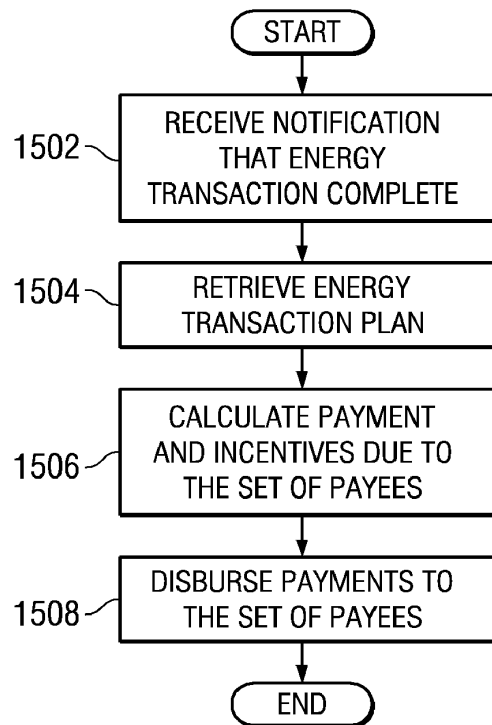 START
1502
RECEIVE NOTIFICATION
THAT ENERGY
TRANSACTION COMPLETE
1504
RETRIEVE ENERGY
TRANSACTION PLAN
1506
CALCULATE PAYMENT
AND INCENTIVES DUE TO
THE SET OF PAYEES
1508
DISBURSE PAYMENTS TO
THE SET OF PAYEES
END